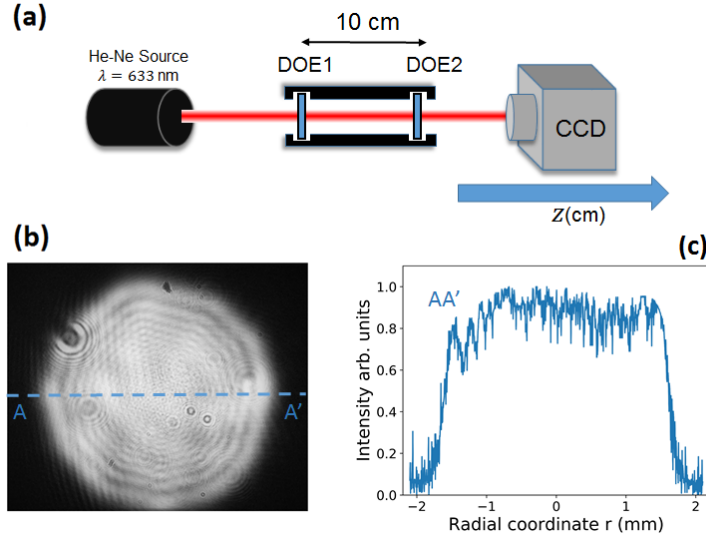 (a)
10 cm
He-Ne Source
λ = 633 nm
DOE1
DOE2
CCD
Z(cm)
(b)
A
A’
(c)
AA’
Intensity arb. units
1.0
0.8
0.6
0.4
0.2
0.0
−2
−1
0
1
2
Radial coordinate r (mm)